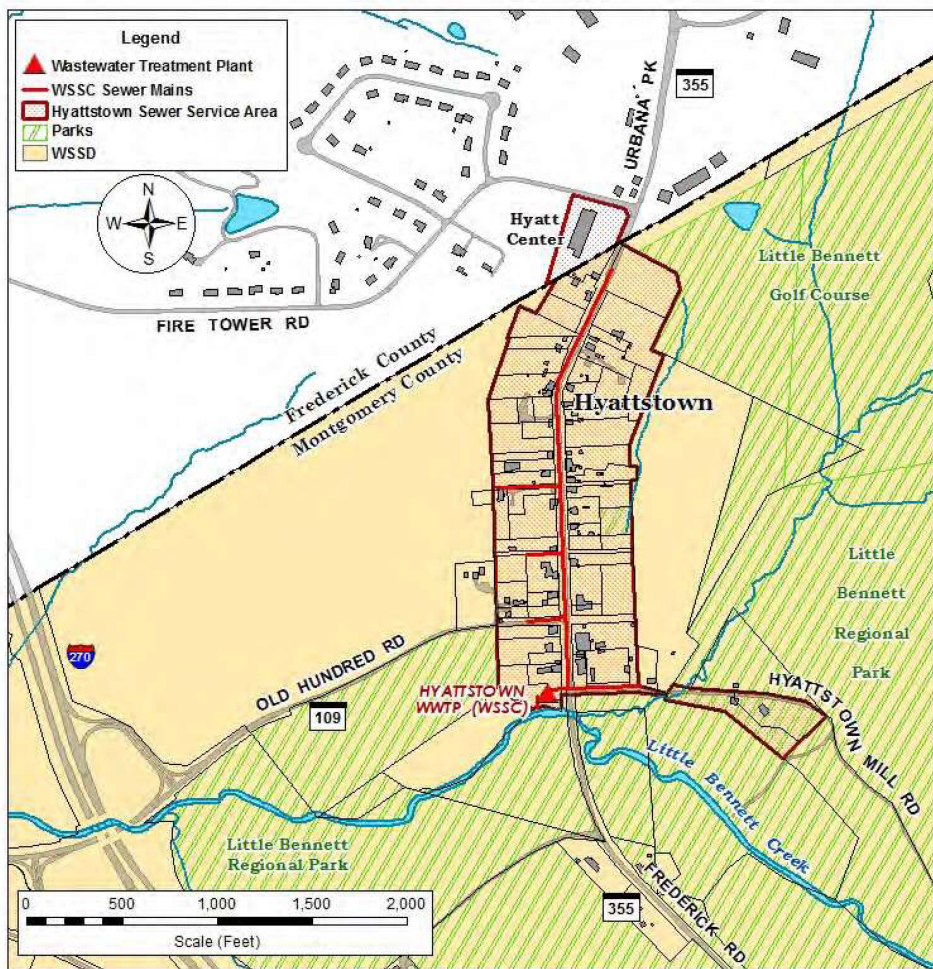 Legend
Wastewater Treatment Plant
WSSC Sewer Mains
Hyattstown Sewer Service Area
Parks
WSSD
N
W E
S
URBANA PK
355
Hyatt
Center
Little Bennett
Golf Course
FIRE TOWER RD
Frederick County
Montgomery County
Hyattstown
Little
Bennett
Regional
Park
270
OLD HUNDRED RD
109
HYATTSTOWN
WWTP (WSSC)
HYATTSTOWN MILL RD
Little Bennett Creek
Little Bennett
Regional Park
355
FREDERICK RD
0 500 1,000 1,500 2,000
Scale (Feet)